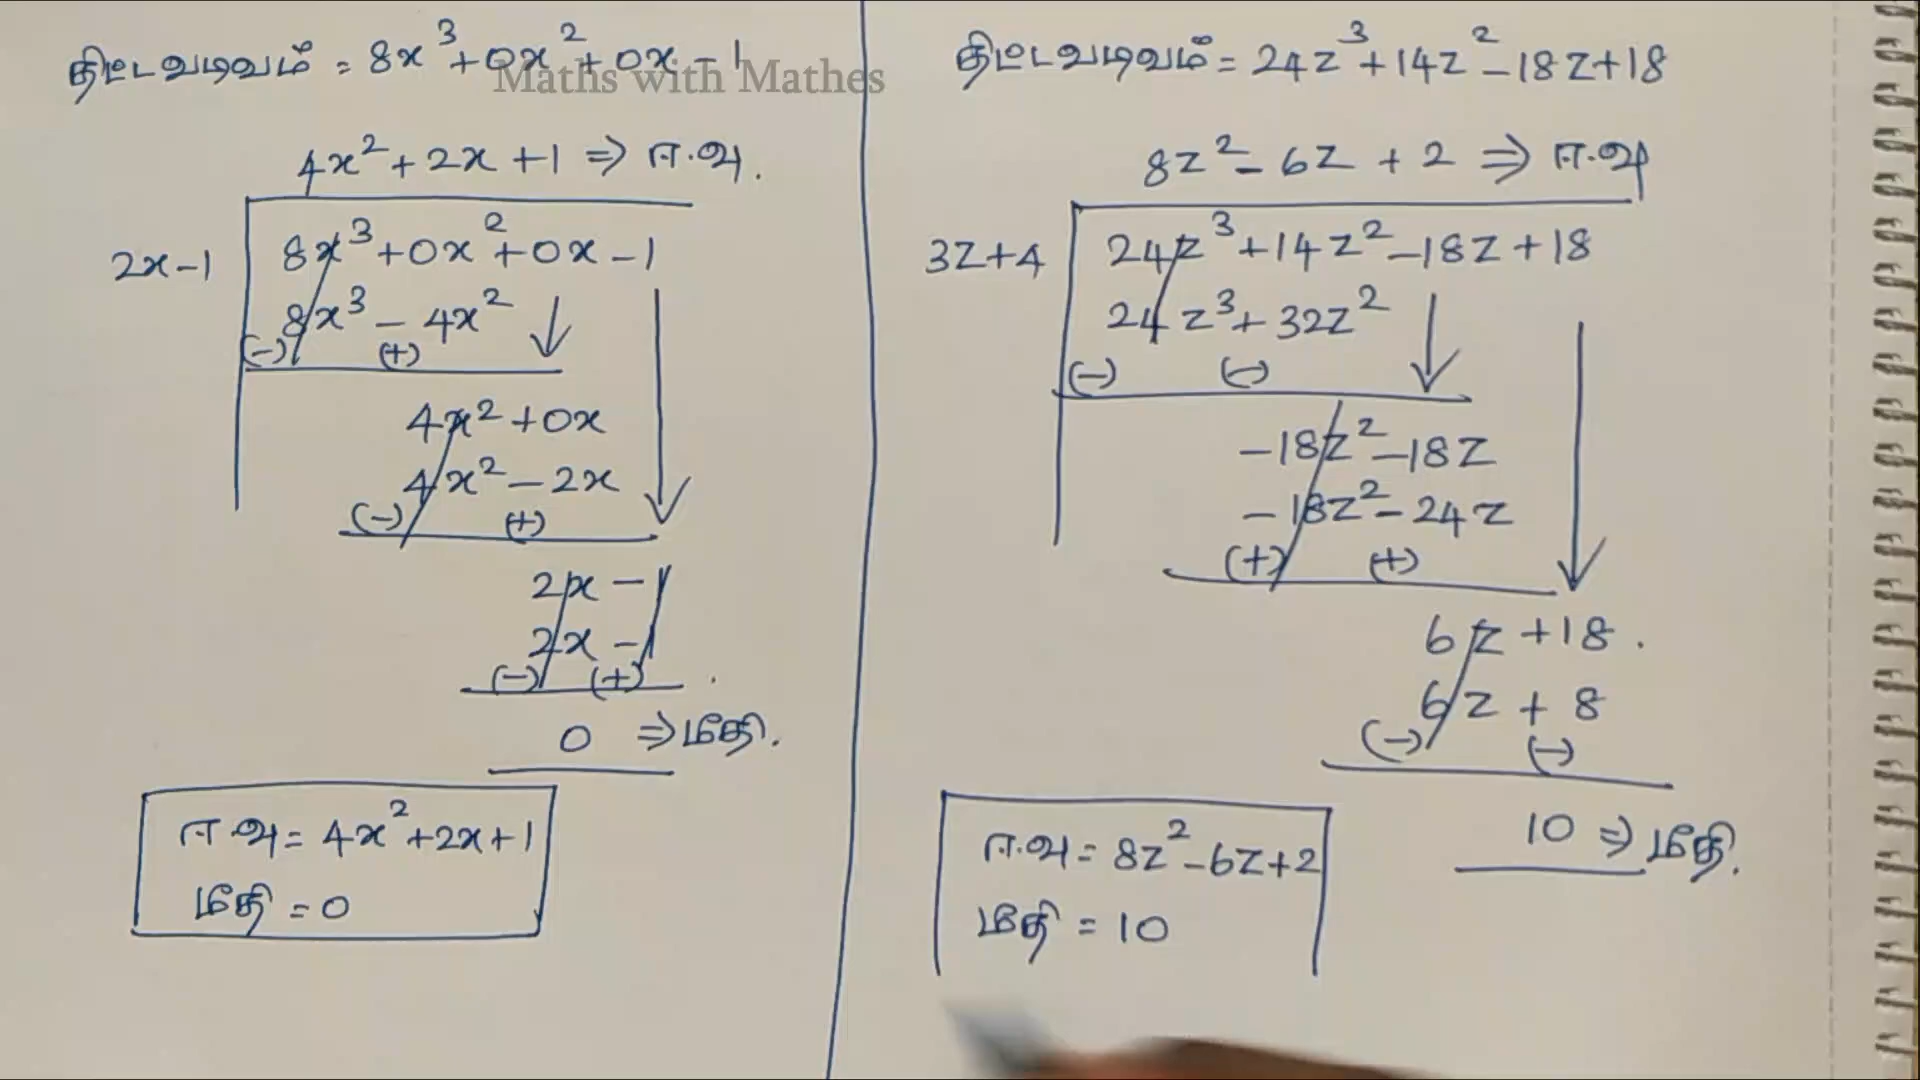 திட்டவடிவம் = 8x³+0x²+0x-1
Maths with Mathes
4x²+2x+1 ⇒ ஈ.வு.
2x-1
8x³+0x²+0x-1
8x³-4x²
(-) (+)
4x²+0x
4x²-2x
(-) (+)
2x-1
2x-1
(-) (+)
0 ⇒ மீதி.
ஈ.வு = 4x²+2x+1
மீதி = 0
திட்டவடிவம் = 24z³+14z²-18z+18
8z²-6z+2 ⇒ ஈ.வு
3z+4
24z³+14z²-18z+18
24z³+32z²
(-) (-)
-18z²-18z
-18z²-24z
(+) (+)
6z+18.
6z+8
(-) (-)
10 ⇒ மீதி.
ஈ.வு = 8z²-6z+2
மீதி = 10